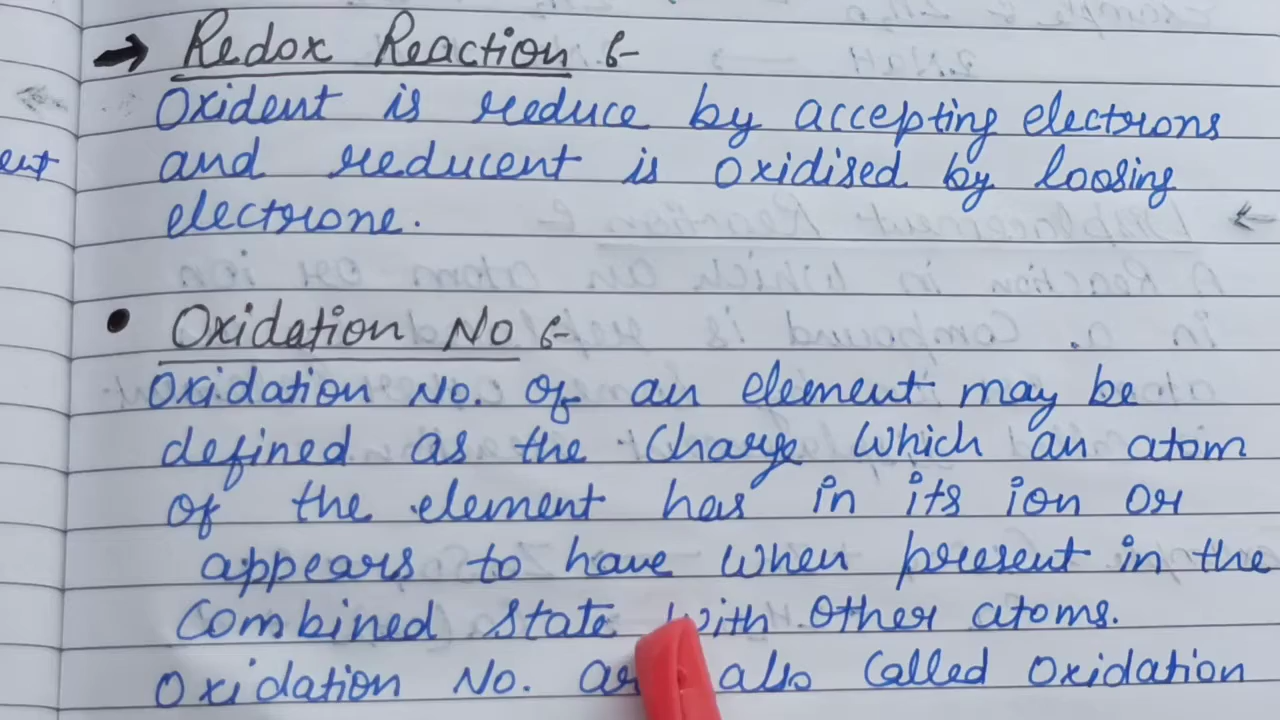 → Redox Reaction :-
Oxident is reduce by accepting electrons
and reducent is oxidised by loosing
electrone.
• Oxidation No :-
Oxidation No. of an element may be
defined as the Charge which an atom
of the element has in its ion or
appears to have when present in the
Combined state with other atoms.
Oxidation No. are also Called Oxidation